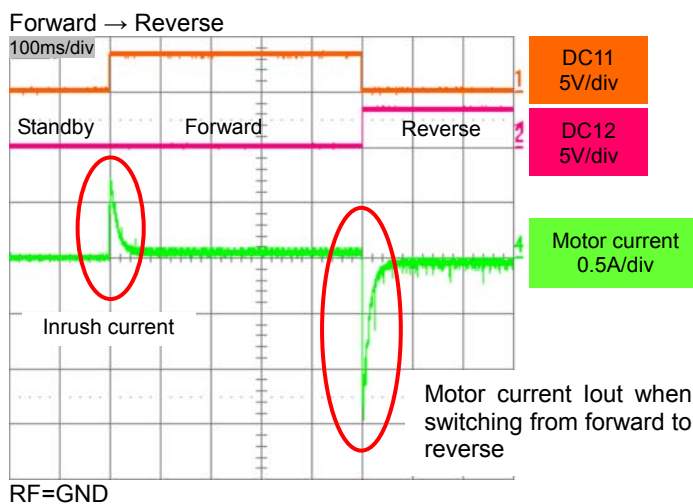 Forward → Reverse
100ms/div
DC11
5V/div
1
Standby
Forward
Reverse
DC12
5V/div
2
Motor current
0.5A/div
4
Inrush current
Motor current Iout when
switching from forward to
reverse
RF=GND